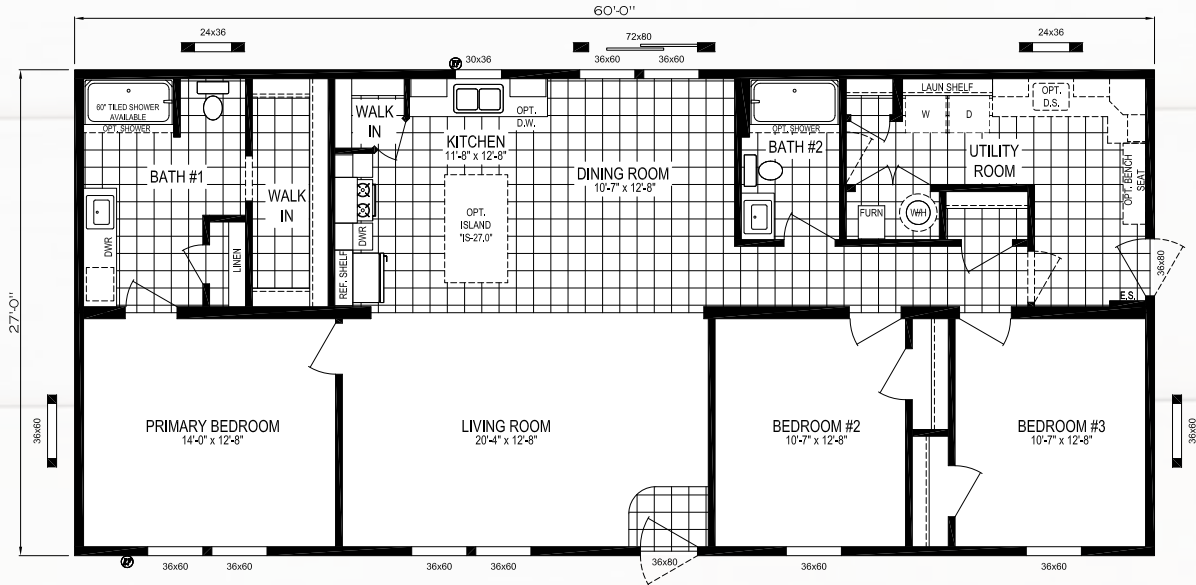 60'-0"
24x36
72x80
24x36
30x36
36x60
36x60
60" TILED SHOWER
AVAILABLE
OPT. SHOWER
WALK
IN
OPT.
D.W.
KITCHEN
11'-8" x 12'-8"
DINING ROOM
10'-7" x 12'-8"
OPT. SHOWER
BATH #2
LAUN SHELF
W
D
OPT.
D.S.
UTILITY
ROOM
OPT. BENCH
SEAT
BATH #1
WALK
IN
OPT.
ISLAND
"IS-27,0"
FURN
W/H
DWR
LINEN
DWR
REF. SHELF
36x80
E.S.
27'-0"
PRIMARY BEDROOM
14'-0" x 12'-8"
LIVING ROOM
20'-4" x 12'-8"
BEDROOM #2
10'-7" x 12'-8"
BEDROOM #3
10'-7" x 12'-8"
36x60
36x60
36x60
36x60
36x60
36x60
36x80
36x60
36x60